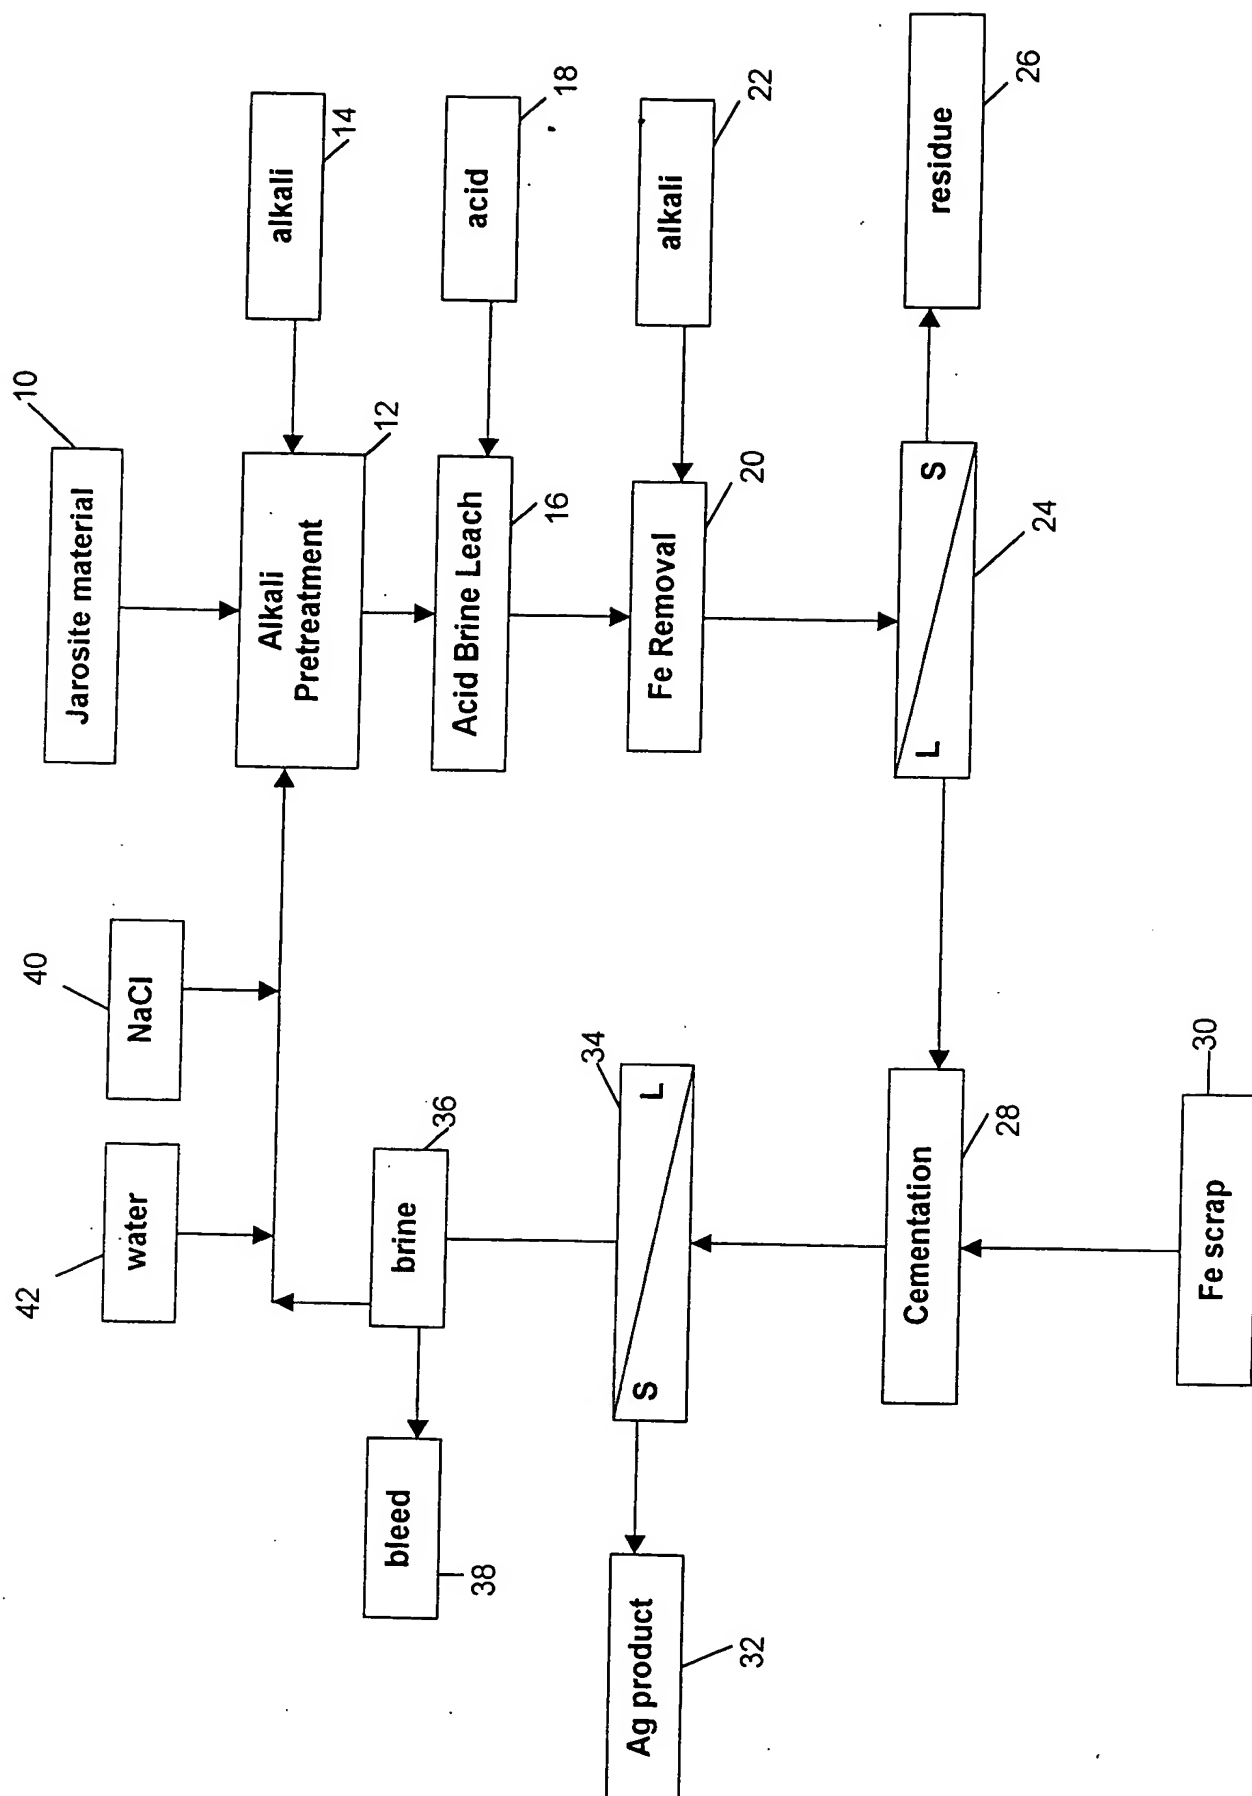 Jarosite material
10
alkali
14
Alkali
Pretreatment
12
acid
18
Acid Brine Leach
16
alkali
22
Fe Removal
20
L
S
24
residue
26
NaCl
40
water
42
brine
36
bleed
38
S
L
34
Ag product
32
Cementation
28
Fe scrap
30